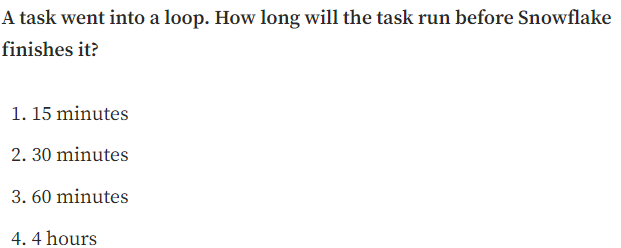 A task went into a loop. How long will the task run before Snowflake
finishes it?
1. 15 minutes
2. 30 minutes
3. 60 minutes
4. 4 hours